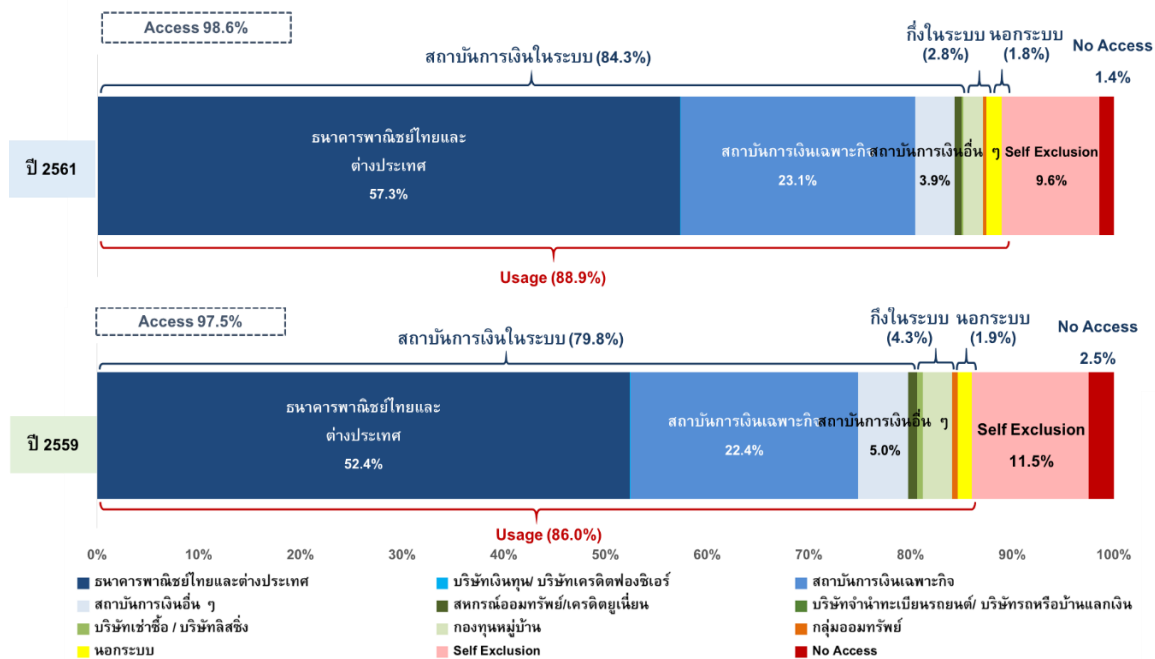 Access 98.6%
สถาบันการเงินในระบบ (84.3%)
กึ่งในระบบ
(2.8%)
นอกระบบ
(1.8%)
No Access
1.4%
ปี 2561
ธนาคารพาณิชย์ไทยและ
ต่างประเทศ
57.3%
สถาบันการเงินเฉพาะกิจ
23.1%
สถาบันการเงินอื่น ๆ
3.9%
Self Exclusion
9.6%
Usage (88.9%)
Access 97.5%
สถาบันการเงินในระบบ (79.8%)
กึ่งในระบบ
(4.3%)
นอกระบบ
(1.9%)
No Access
2.5%
ปี 2559
ธนาคารพาณิชย์ไทยและ
ต่างประเทศ
52.4%
สถาบันการเงินเฉพาะกิจ
22.4%
สถาบันการเงินอื่น ๆ
5.0%
Self Exclusion
11.5%
Usage (86.0%)
0% 10% 20% 30% 40% 50% 60% 70% 80% 90% 100%
ธนาคารพาณิชย์ไทยและต่างประเทศ
บริษัทเงินทุน/ บริษัทเครดิตฟองซิเอร์
สถาบันการเงินเฉพาะกิจ
สถาบันการเงินอื่น ๆ
สหกรณ์ออมทรัพย์/เครดิตยูเนี่ยน
บริษัทจำนำทะเบียนรถยนต์/ บริษัทรถหรือบ้านแลกเงิน
บริษัทเช่าซื้อ / บริษัทลิสซิ่ง
กองทุนหมู่บ้าน
กลุ่มออมทรัพย์
นอกระบบ
Self Exclusion
No Access